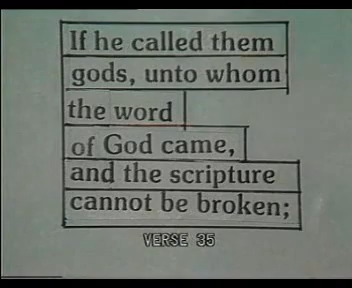 If he called them
gods, unto whom
the word
of God came,
and the scripture
cannot be broken;
VERSE 35